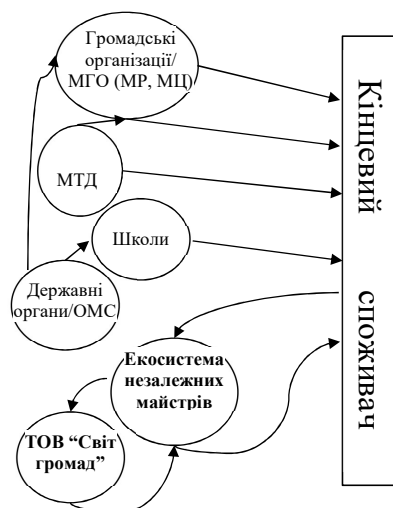 Громадські
організації/
МГО (МР, МЦ)
МТД
Школи
Державні
органи/ОМС
Екосистема
незалежних
майстрів
ТОВ “Світ
громад”
Кінцевий споживач